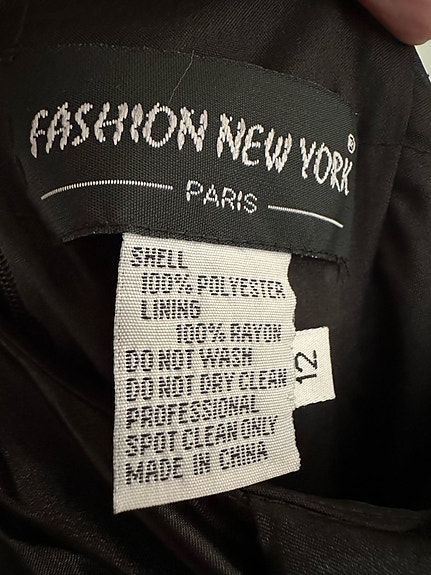 FASHION NEW YORK®
PARIS
SHELL
100% POLYESTER
LINING
100% RAYON
DO NOT WASH
DO NOT DRY CLEAN
PROFESSIONAL
SPOT CLEAN ONLY
MADE IN CHINA
12